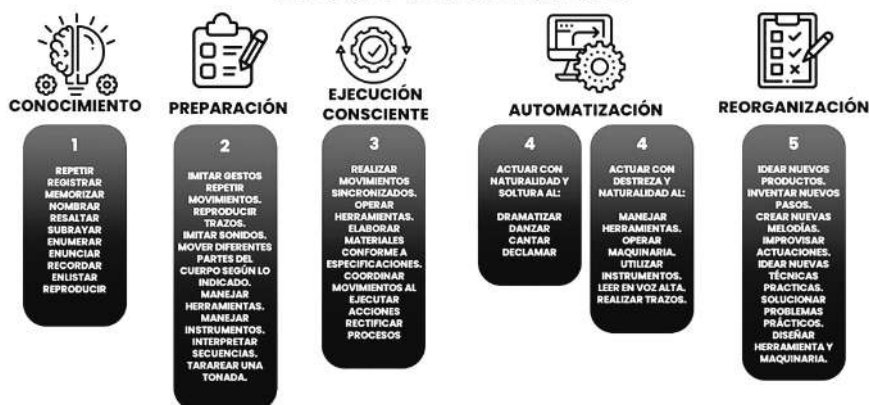 CONOCIMIENTO
1
REPETIR
REGISTRAR
MEMORIZAR
NOMBRAR
RESALTAR
SUBRAYAR
ENUMERAR
ENUNCIAR
RECORDAR
ENLISTAR
REPRODUCIR
PREPARACIÓN
2
IMITAR GESTOS
REPETIR
MOVIMIENTOS.
REPRODUCIR
TRAZOS.
IMITAR SONIDOS.
MOVER DIFERENTES
PARTES DEL
CUERPO SEGÚN LO
INDICADO.
MANEJAR
HERRAMIENTAS.
MANEJAR
INSTRUMENTOS.
INTERPRETAR
SECUENCIAS.
TARAREAR UNA
TONADA.
EJECUCIÓN
CONSCIENTE
3
REALIZAR
MOVIMIENTOS
SINCRONIZADOS.
OPERAR
HERRAMIENTAS.
ELABORAR
MATERIALES
CONFORME A
ESPECIFICACIONES.
COORDINAR
MOVIMIENTOS AL
EJECUTAR
ACCIONES
RECTIFICAR
PROCESOS
AUTOMATIZACIÓN
4
ACTUAR CON
NATURALIDAD Y
SOLTURA AL:
DRAMATIZAR
DANZAR
CANTAR
DECLAMAR
4
ACTUAR CON
DESTREZA Y
NATURALIDAD AL:
MANEJAR
HERRAMIENTAS.
OPERAR
MAQUINARIA.
UTILIZAR
INSTRUMENTOS.
LEER EN VOZ ALTA.
REALIZAR TRAZOS.
REORGANIZACIÓN
5
IDEAR NUEVOS
PRODUCTOS.
INVENTAR NUEVOS
PASOS.
CREAR NUEVAS
MELODÍAS.
IMPROVISAR
ACTUACIONES.
IDEAR NUEVAS
TÉCNICAS
PRACTICAS.
SOLUCIONAR
PROBLEMAS
PRÁCTICOS.
DISEÑAR
HERRAMIENTA Y
MAQUINARIA.